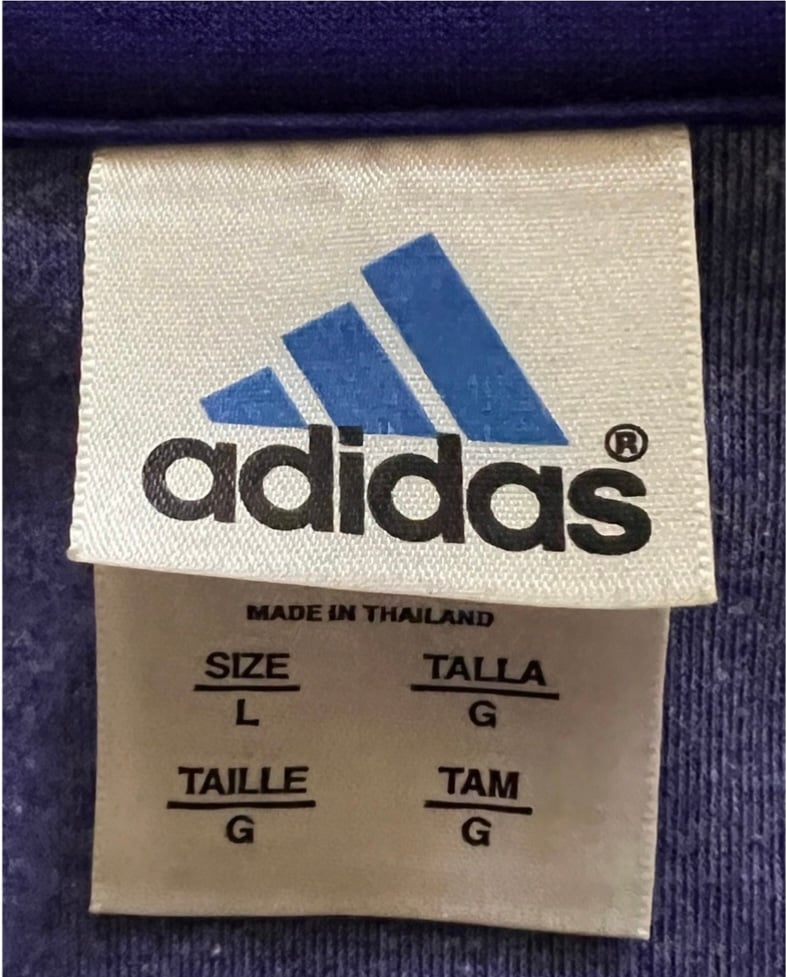 adidas®
MADE IN THAILAND
SIZE TALLA
L G
TAILLE TAM
G G